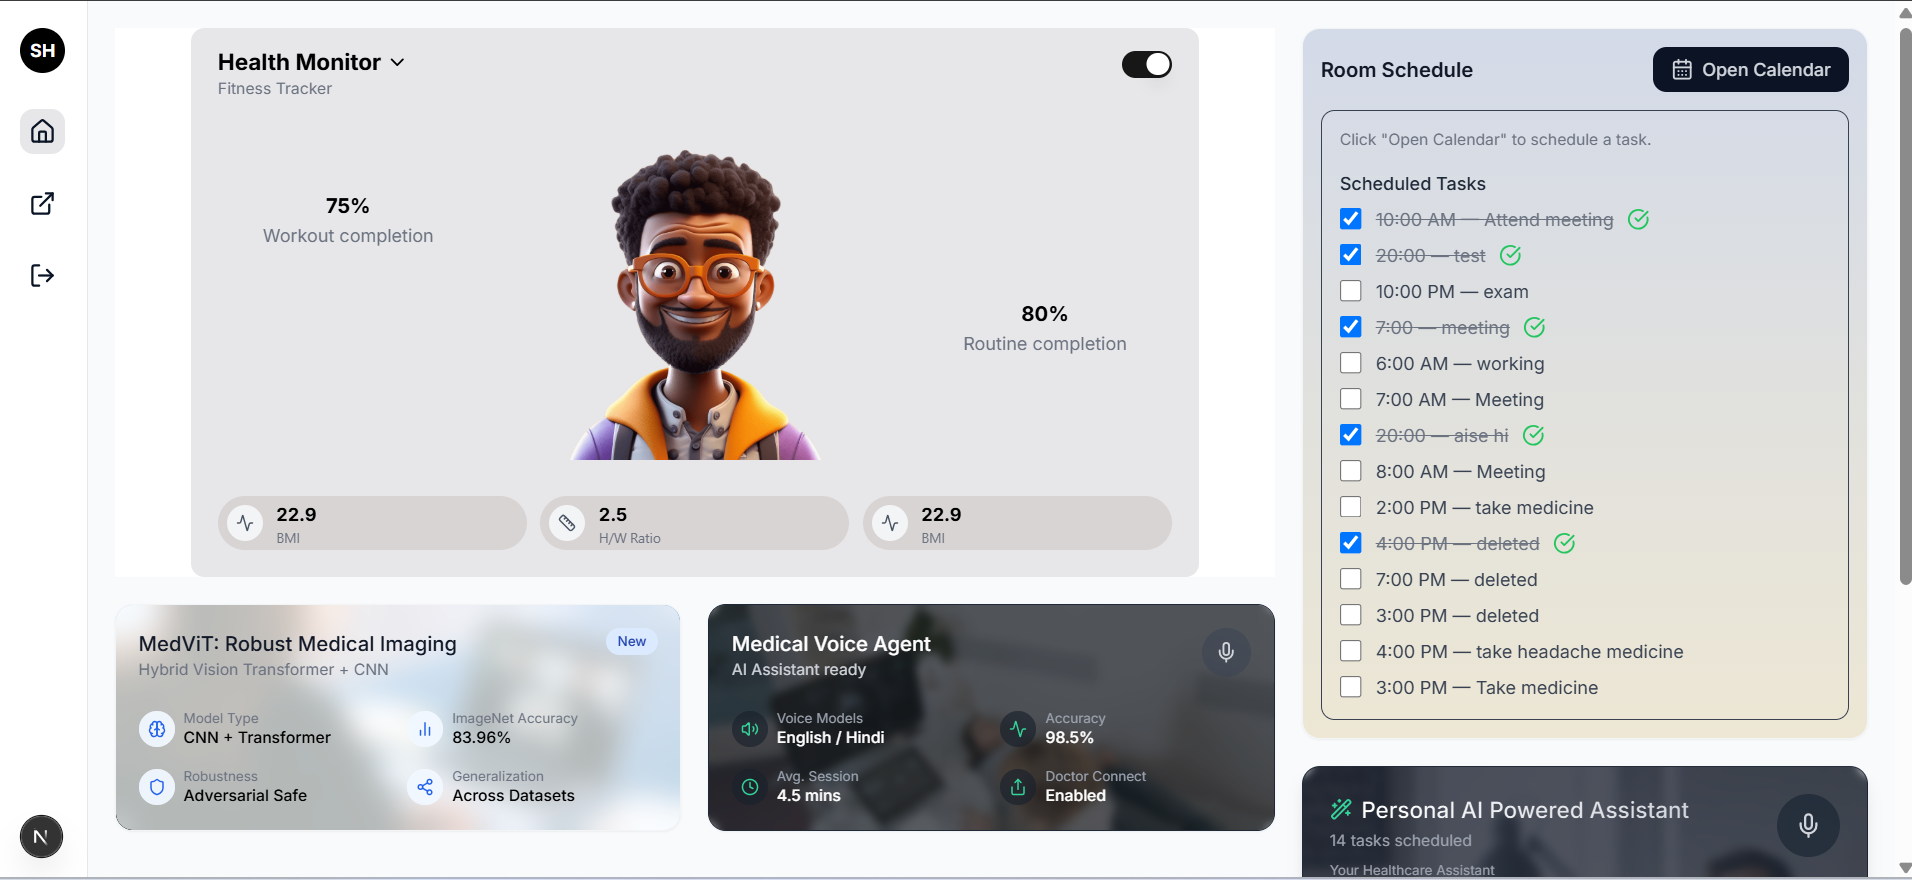 SH
Health Monitor
Fitness Tracker
75%
Workout completion
80%
Routine completion
22.9
BMI
2.5
H/W Ratio
22.9
BMI
MedViT: Robust Medical Imaging
New
Hybrid Vision Transformer + CNN
Model Type
CNN + Transformer
ImageNet Accuracy
83.96%
Robustness
Adversarial Safe
Generalization
Across Datasets
Medical Voice Agent
AI Assistant ready
Voice Models
English / Hindi
Accuracy
98.5%
Avg. Session
4.5 mins
Doctor Connect
Enabled
Room Schedule
Open Calendar
Click "Open Calendar" to schedule a task.
Scheduled Tasks
10:00 AM — Attend meeting
20:00 — test
10:00 PM — exam
7:00 — meeting
6:00 AM — working
7:00 AM — Meeting
20:00 — aise hi
8:00 AM — Meeting
2:00 PM — take medicine
4:00 PM — deleted
7:00 PM — deleted
3:00 PM — deleted
4:00 PM — take headache medicine
3:00 PM — Take medicine
Personal AI Powered Assistant
14 tasks scheduled
Your Healthcare Assistant
N